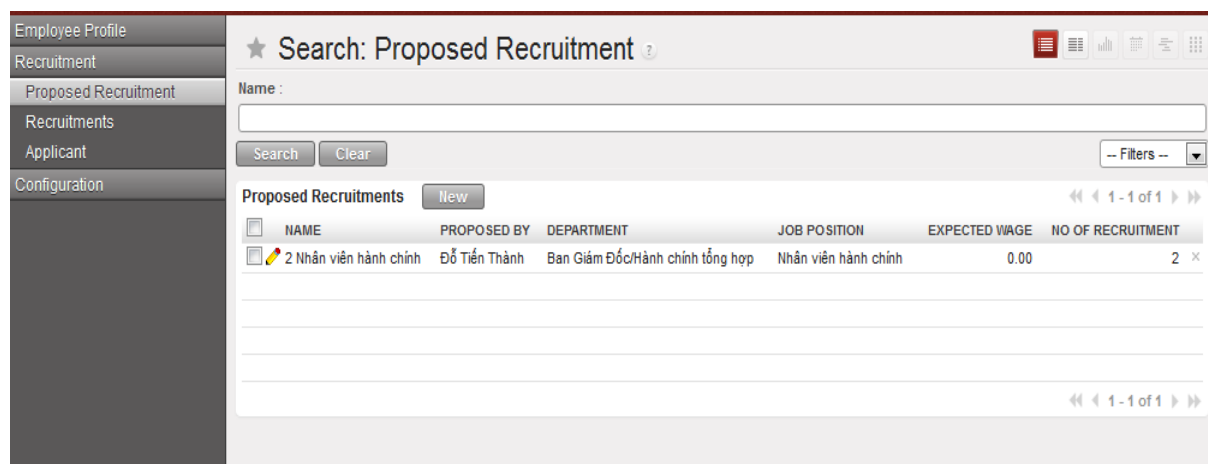 Employee Profile
Recruitment
Proposed Recruitment
Recruitments
Applicant
Configuration
Search: Proposed Recruitment ?
Name :
Search Clear -- Filters --
Proposed Recruitments New 1 - 1 of 1
NAME PROPOSED BY DEPARTMENT JOB POSITION EXPECTED WAGE NO OF RECRUITMENT
2 Nhân viên hành chính Đỗ Tiến Thành Ban Giám Đốc/Hành chính tổng hợp Nhân viên hành chính 0.00 2
1 - 1 of 1